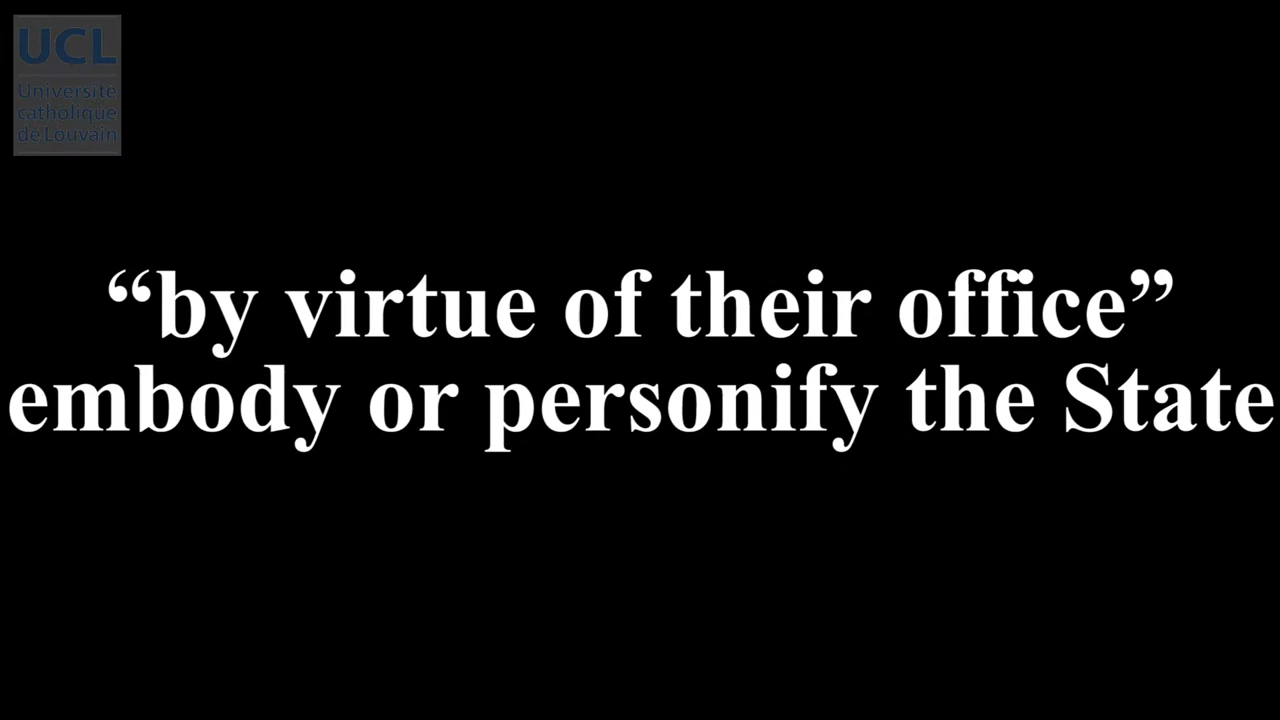 UCL
Université
catholique
de Louvain
“by virtue of their office”
embody or personify the State